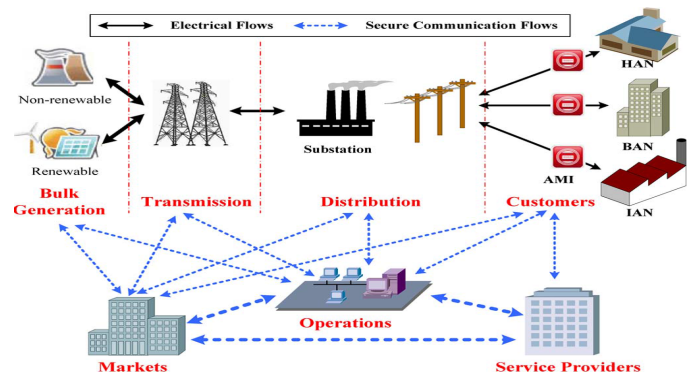 Electrical Flows
Secure Communication Flows
Non-renewable
Renewable
Substation
HAN
BAN
AMI
IAN
Bulk
Generation
Transmission
Distribution
Customers
Operations
Markets
Service Providers